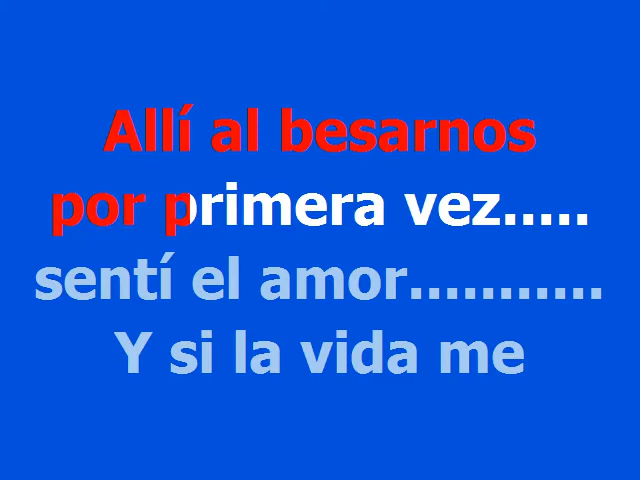 Allí al besarnos
por primera vez.....
sentí el amor...........
Y si la vida me